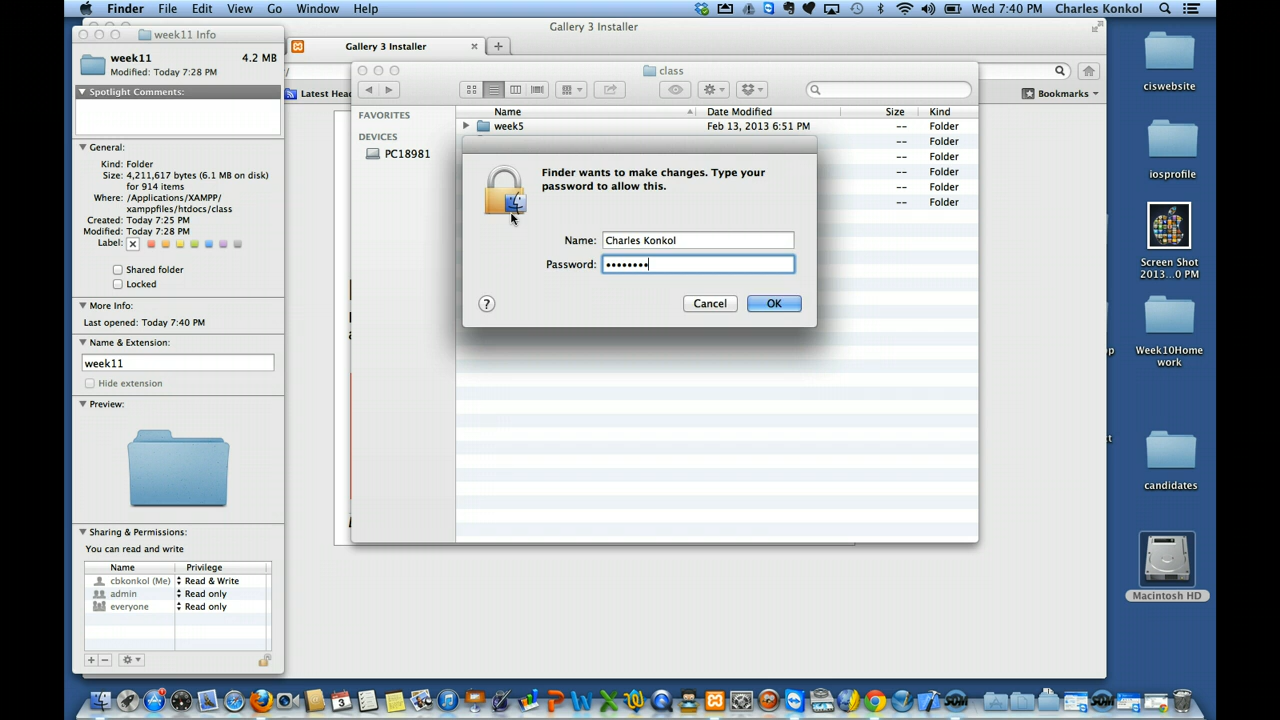 Finder File Edit View Go Window Help
Wed 7:40 PM Charles Konkol
Gallery 3 Installer
Gallery 3 Installer
Latest Head
Bookmarks
week11 Info
week11 4.2 MB
Modified: Today 7:28 PM
Spotlight Comments:
General:
Kind: Folder
Size: 4,211,617 bytes (6.1 MB on disk)
for 914 items
Where: /Applications/XAMPP/
xamppfiles/htdocs/class
Created: Today 7:25 PM
Modified: Today 7:28 PM
Label:
Shared folder
Locked
More Info:
Last opened: Today 7:40 PM
Name & Extension:
week11
Hide extension
Preview:
Sharing & Permissions:
You can read and write
Name Privilege
cbkonkol (Me) Read & Write
admin Read only
everyone Read only
class
FAVORITES
DEVICES
PC18981
Name Date Modified Size Kind
week5 Feb 13, 2013 6:51 PM -- Folder
-- Folder
-- Folder
-- Folder
-- Folder
-- Folder
Finder wants to make changes. Type your
password to allow this.
Name: Charles Konkol
Password: ••••••••
? Cancel OK
ciswebsite
iosprofile
Screen Shot
2013...0 PM
Week10Home
work
candidates
Macintosh HD